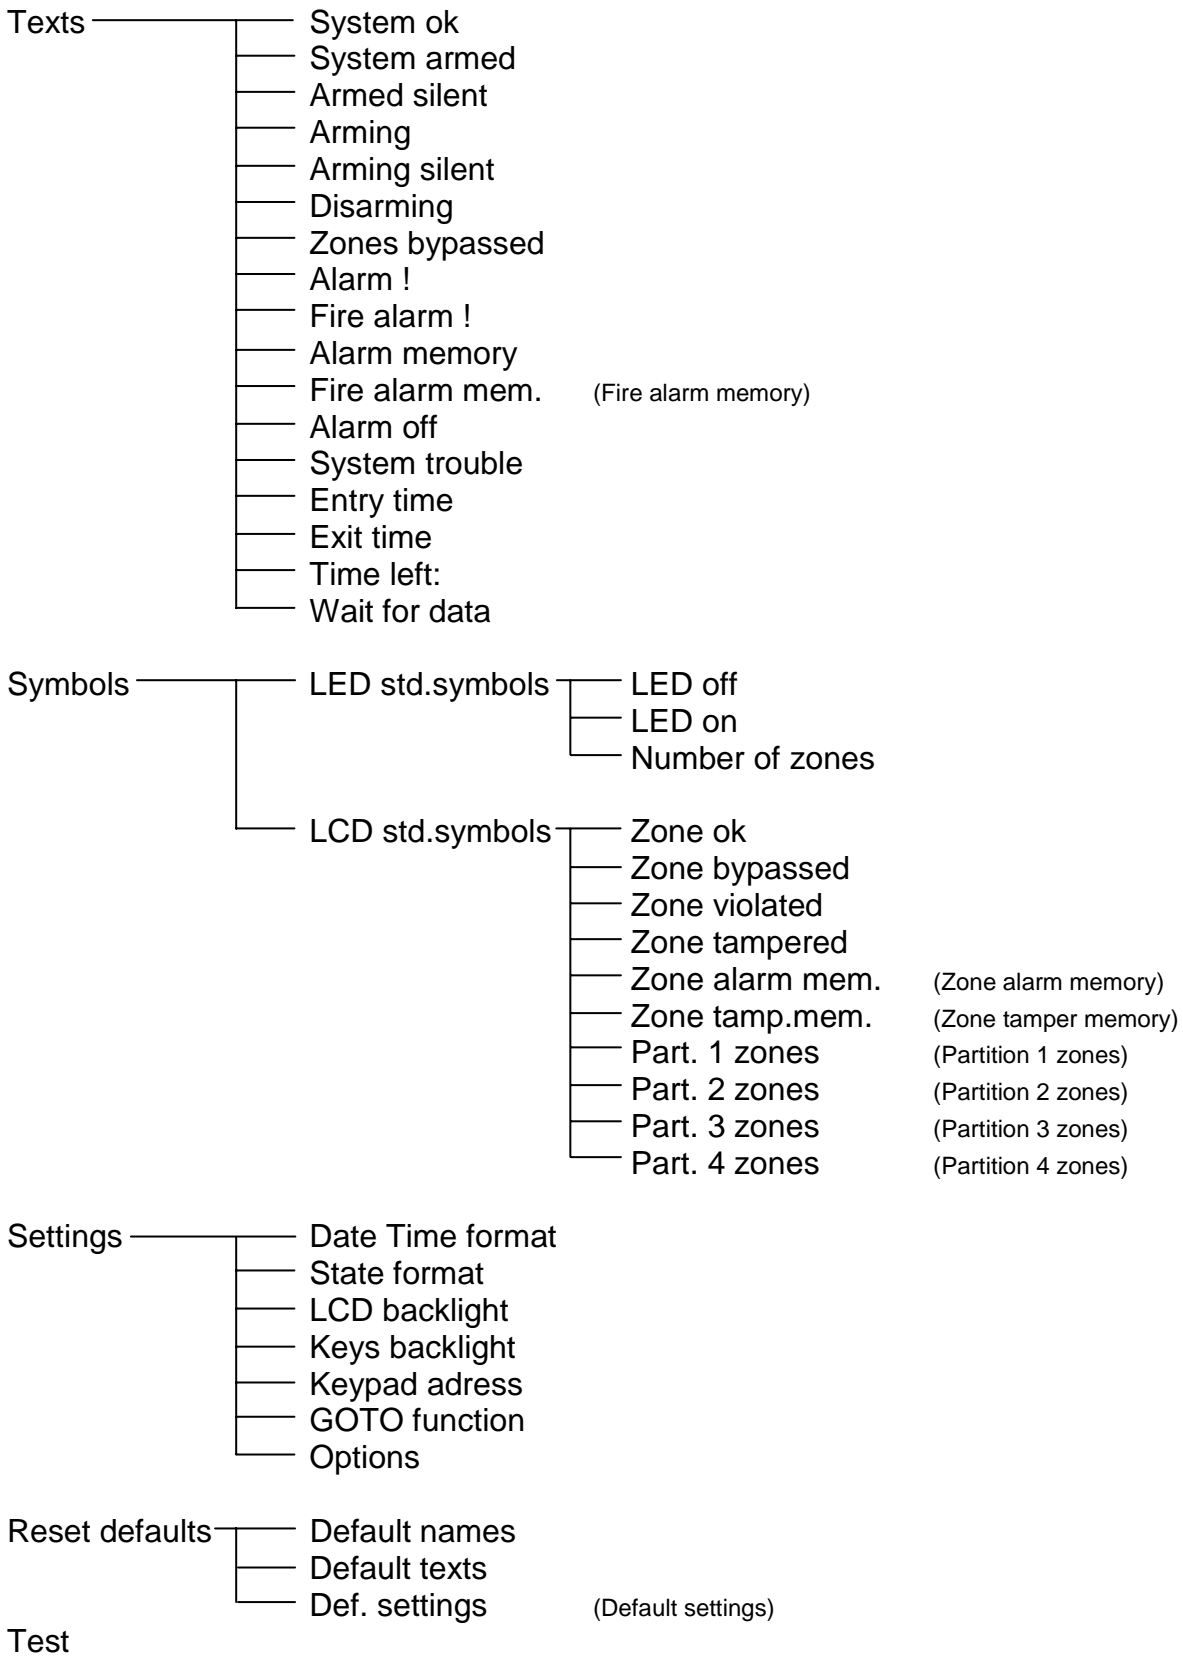 Texts System ok
System armed
Armed silent
Arming
Arming silent
Disarming
Zones bypassed
Alarm !
Fire alarm !
Alarm memory
Fire alarm mem. (Fire alarm memory)
Alarm off
System trouble
Entry time
Exit time
Time left:
Wait for data
Symbols LED std.symbols LED off
LED on
Number of zones
LCD std.symbols Zone ok
Zone bypassed
Zone violated
Zone tampered
Zone alarm mem. (Zone alarm memory)
Zone tamp.mem. (Zone tamper memory)
Part. 1 zones (Partition 1 zones)
Part. 2 zones (Partition 2 zones)
Part. 3 zones (Partition 3 zones)
Part. 4 zones (Partition 4 zones)
Settings Date Time format
State format
LCD backlight
Keys backlight
Keypad adress
GOTO function
Options
Reset defaults Default names
Default texts
Def. settings (Default settings)
Test